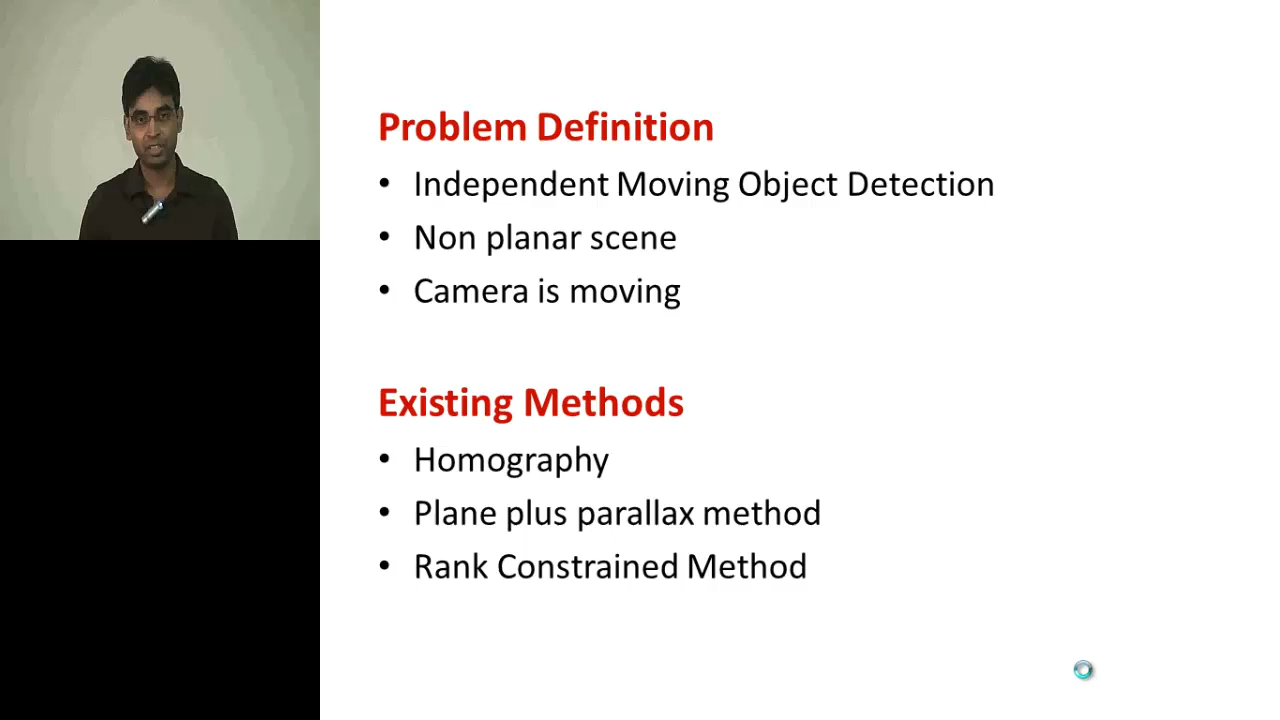 Problem Definition
• Independent Moving Object Detection
• Non planar scene
• Camera is moving
Existing Methods
• Homography
• Plane plus parallax method
• Rank Constrained Method